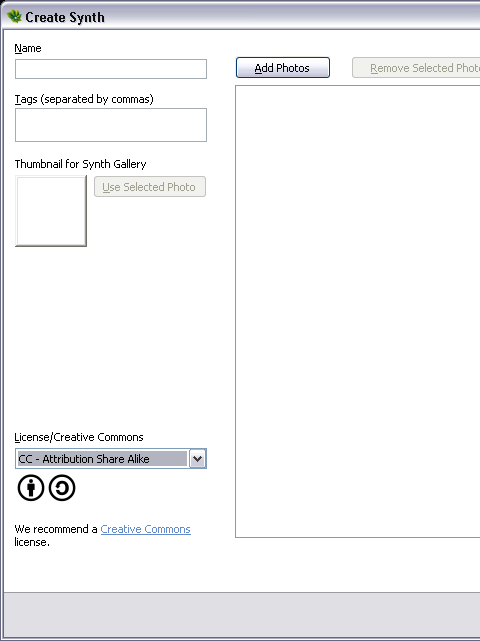 Create Synth
Name
Add Photos
Remove Selected
Tags (separated by commas)
Thumbnail for Synth Gallery
Use Selected Photo
License/Creative Commons
CC - Attribution Share Alike
We recommend a Creative Commons
license.